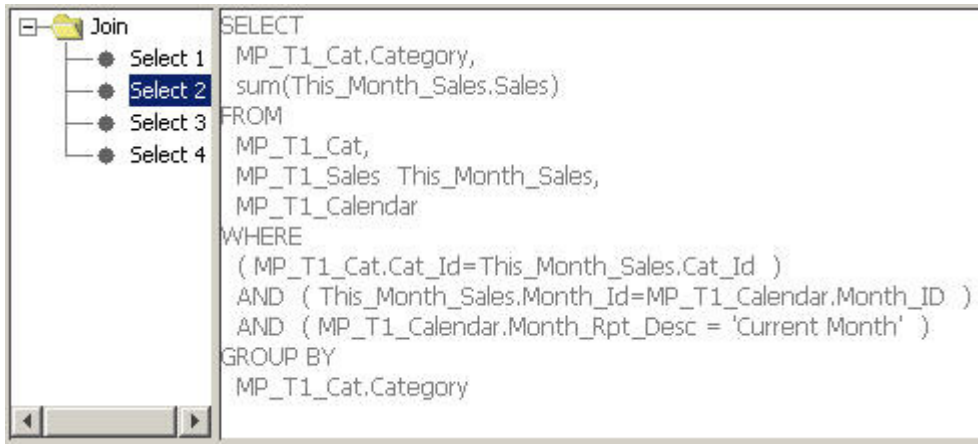 Join
Select 1
Select 2
Select 3
Select 4
SELECT
MP_T1_Cat.Category,
sum(This_Month_Sales.Sales)
FROM
MP_T1_Cat,
MP_T1_Sales  This_Month_Sales,
MP_T1_Calendar
WHERE
( MP_T1_Cat.Cat_Id=This_Month_Sales.Cat_Id  )
AND  ( This_Month_Sales.Month_Id=MP_T1_Calendar.Month_ID  )
AND  ( MP_T1_Calendar.Month_Rpt_Desc = 'Current Month'  )
GROUP BY
MP_T1_Cat.Category